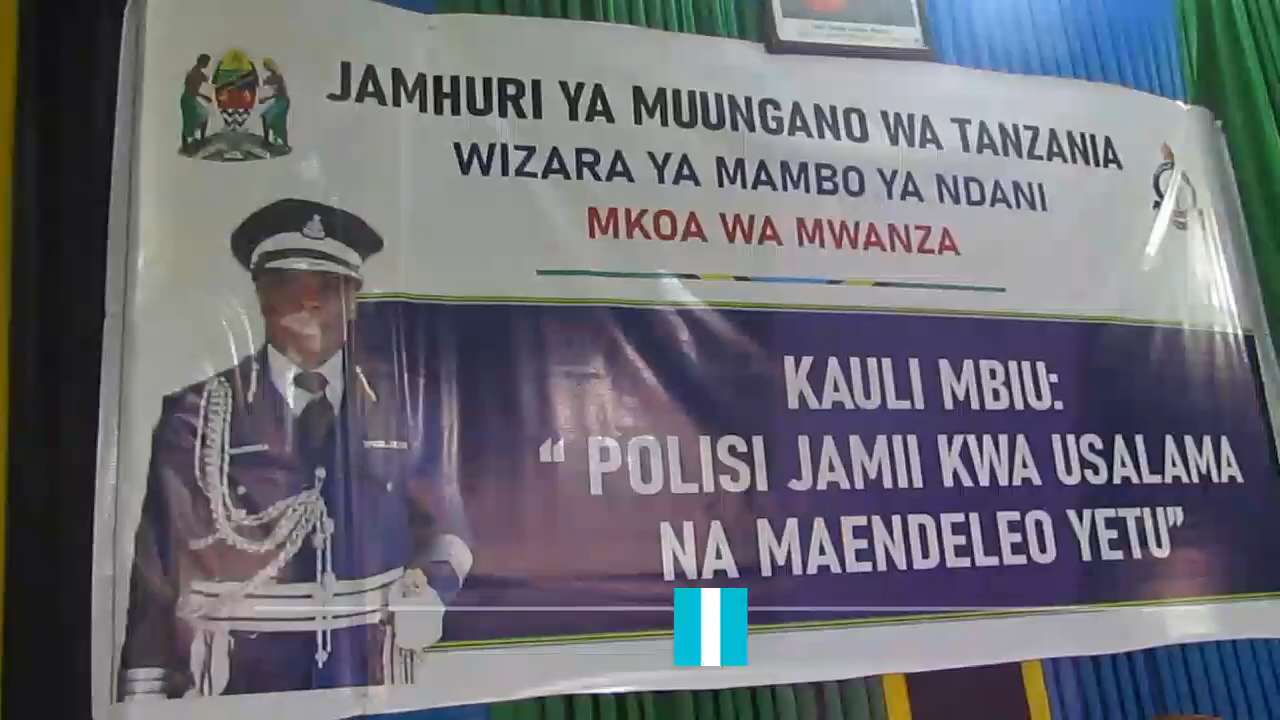 JAMHURI YA MUUNGANO WA TANZANIA
WIZARA YA MAMBO YA NDANI
MKOA WA MWANZA
KAULI MBIU:
“ POLISI JAMII KWA USALAMA
NA MAENDELEO YETU”